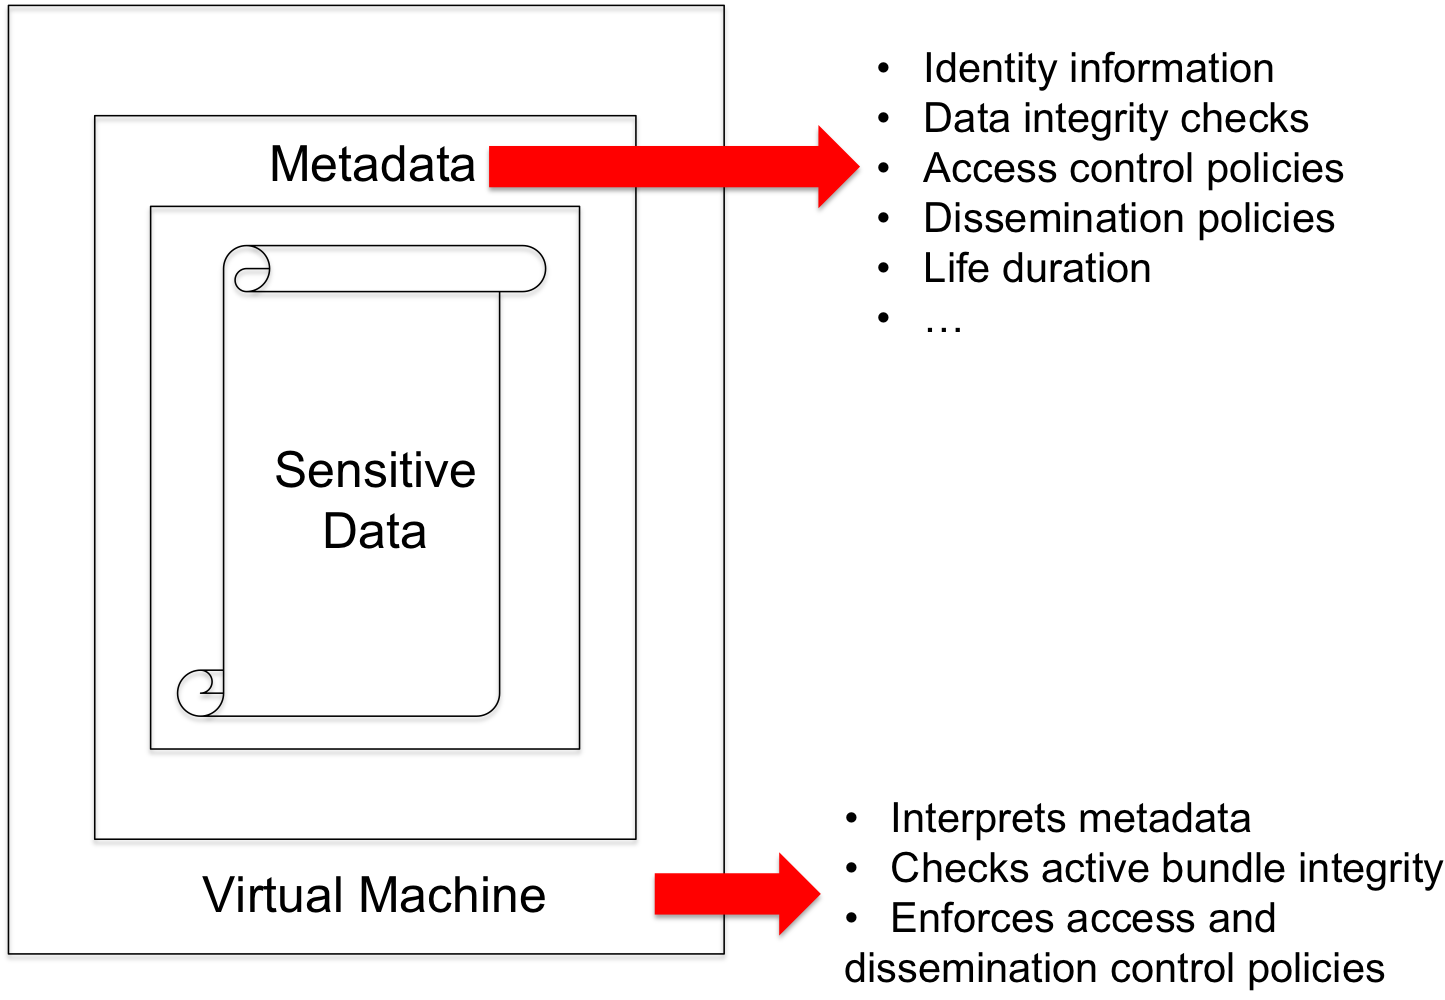 Metadata
Sensitive
Data
Virtual Machine
• Identity information
• Data integrity checks
• Access control policies
• Dissemination policies
• Life duration
• …
• Interprets metadata
• Checks active bundle integrity
• Enforces access and
dissemination control policies